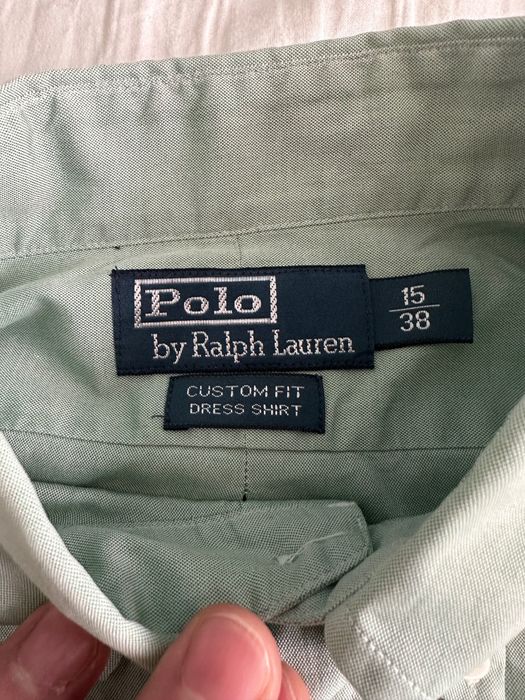 Polo
by Ralph Lauren
15
38
CUSTOM FIT
DRESS SHIRT